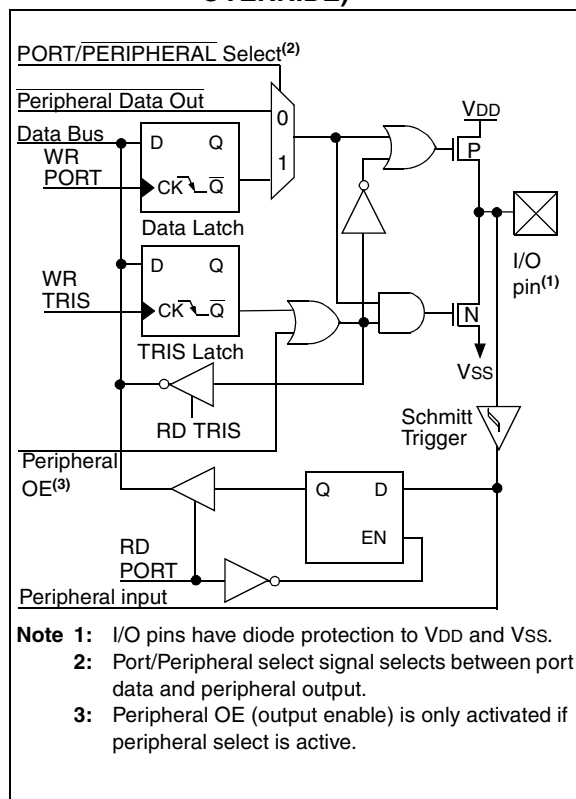 OVERRIDE)
PORT/PERIPHERAL Select(2)
Peripheral Data Out
Data Bus
WR
PORT
D Q
CK Q
Data Latch
0
1
VDD
P
I/O
pin(1)
WR
TRIS
D Q
CK Q
TRIS Latch
N
VSS
RD TRIS
Schmitt
Trigger
Peripheral
OE(3)
Q D
EN
RD
PORT
Peripheral input
Note 1: I/O pins have diode protection to VDD and VSS.
2: Port/Peripheral select signal selects between port
data and peripheral output.
3: Peripheral OE (output enable) is only activated if
peripheral select is active.